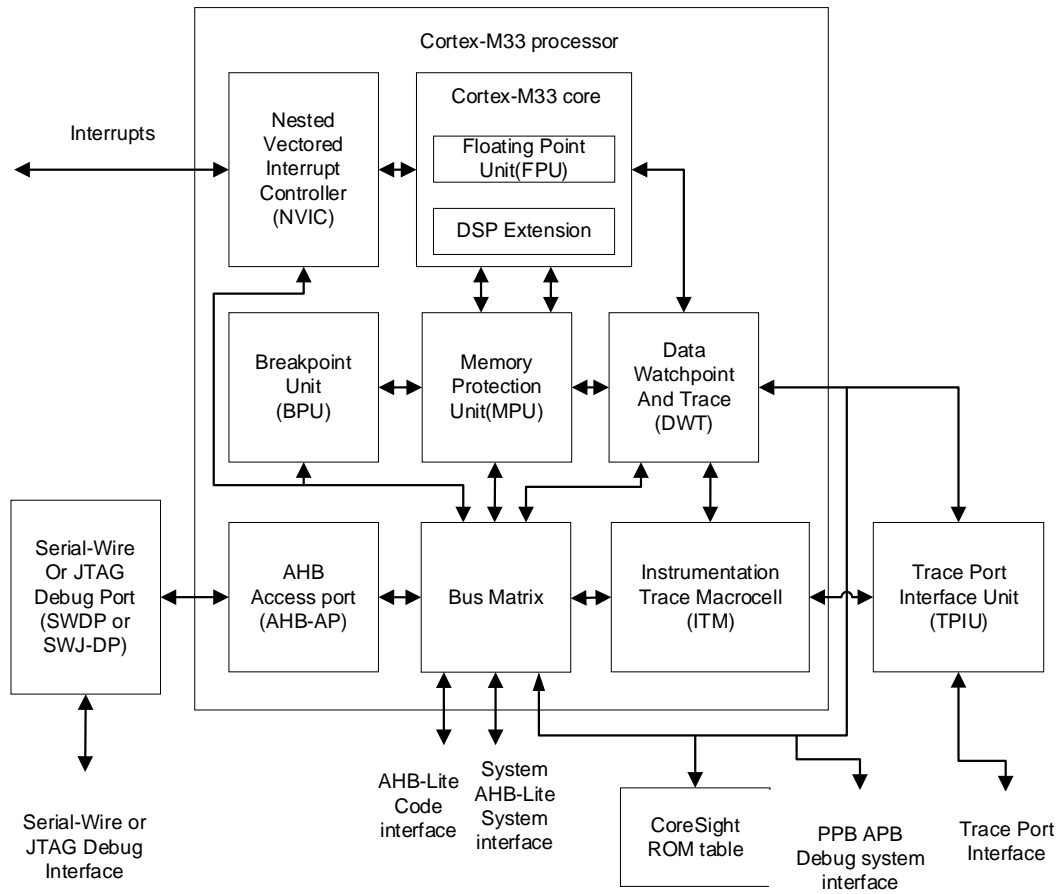 Cortex-M33 processor
Interrupts
Nested
Vectored
Interrupt
Controller
(NVIC)
Cortex-M33 core
Floating Point
Unit(FPU)
DSP Extension
Breakpoint
Unit
(BPU)
Memory
Protection
Unit(MPU)
Data
Watchpoint
And Trace
(DWT)
Serial-Wire
Or JTAG
Debug Port
(SWDP or
SWJ-DP)
AHB
Access port
(AHB-AP)
Bus Matrix
Instrumentation
Trace Macrocell
(ITM)
Trace Port
Interface Unit
(TPIU)
Serial-Wire or
JTAG Debug
Interface
AHB-Lite
Code
interface
System
AHB-Lite
System
interface
CoreSight
ROM table
PPB APB
Debug system
interface
Trace Port
Interface